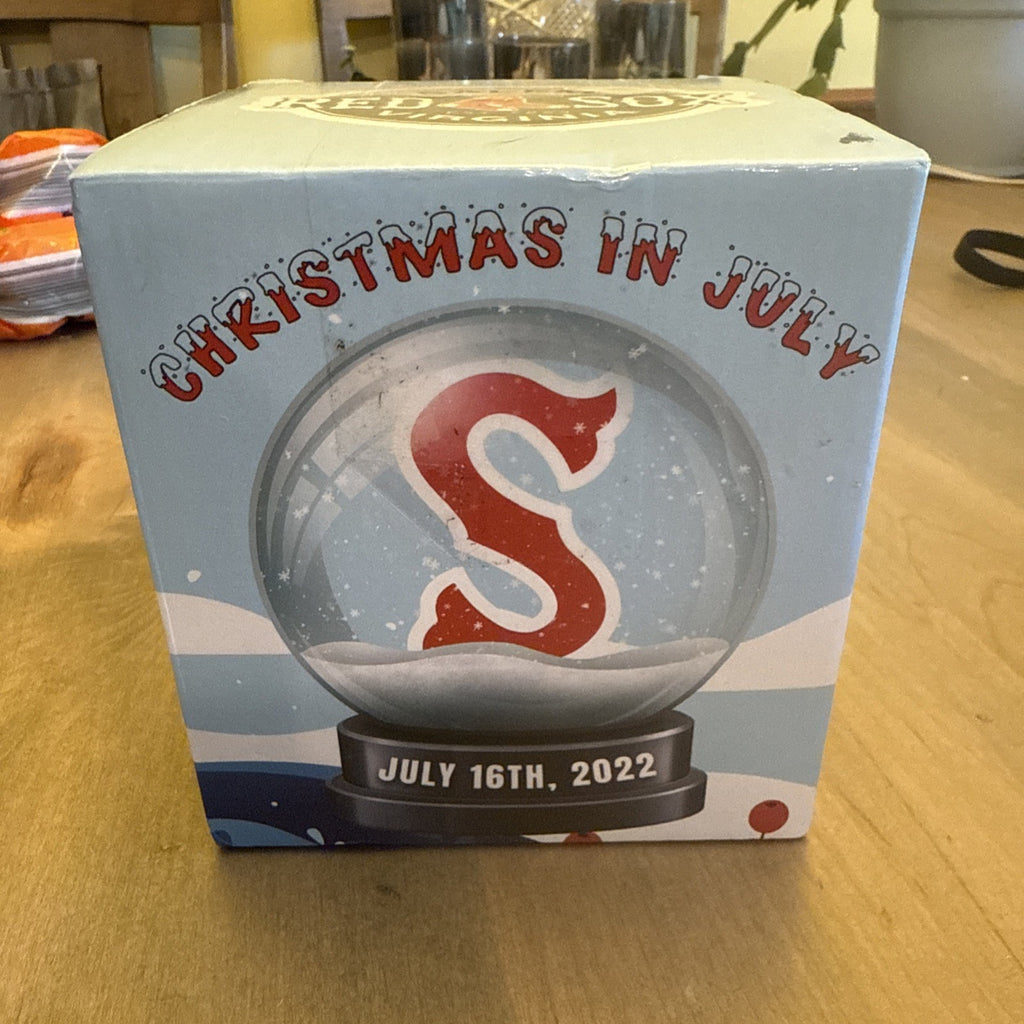 RED SOX
VIRGINIA
CHRISTMAS IN JULY
S
JULY 16TH, 2022